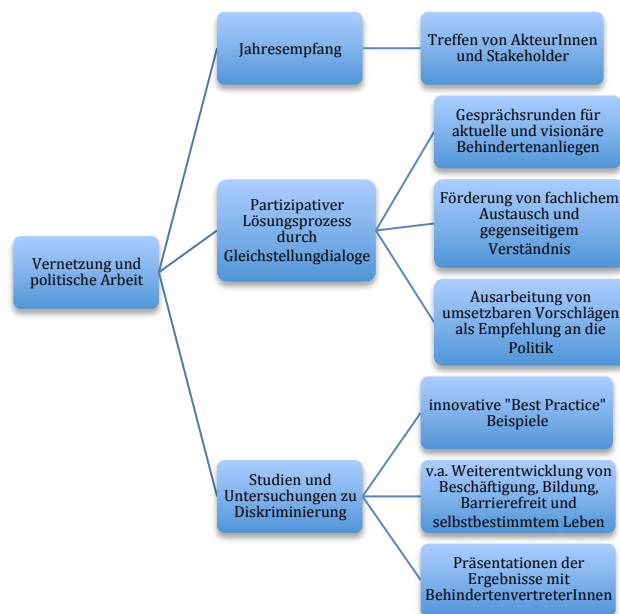 Jahresempfang
Treffen von AkteurInnen
und Stakeholder
Gesprächsrunden für
aktuelle und visionäre
Behindertenanliegen
Partizipativer
Lösungsprozess
durch
Gleichstellungdialoge
Förderung von fachlichem
Austausch und
gegenseitigem
Verständnis
Vernetzung und
politische Arbeit
Ausarbeitung von
umsetzbaren Vorschlägen
als Empfehlung an die
Politik
innovative "Best Practice"
Beispiele
Studien und
Untersuchungen zu
Diskriminierung
v.a. Weiterentwicklung von
Beschäftigung, Bildung,
Barrierefreit und
selbstbestimmtem Leben
Präsentationen der
Ergebnisse mit
BehindertenvertreterInnen